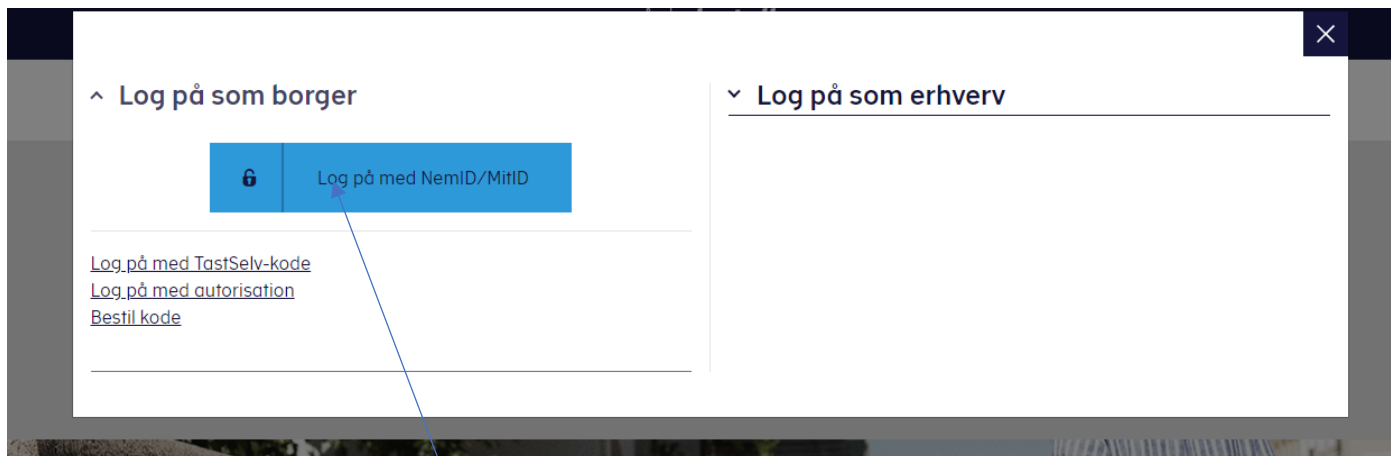 Log på som borger
Log på som erhverv
Log på med NemID/MitID
Log på med TastSelv-kode
Log på med autorisation
Bestil kode